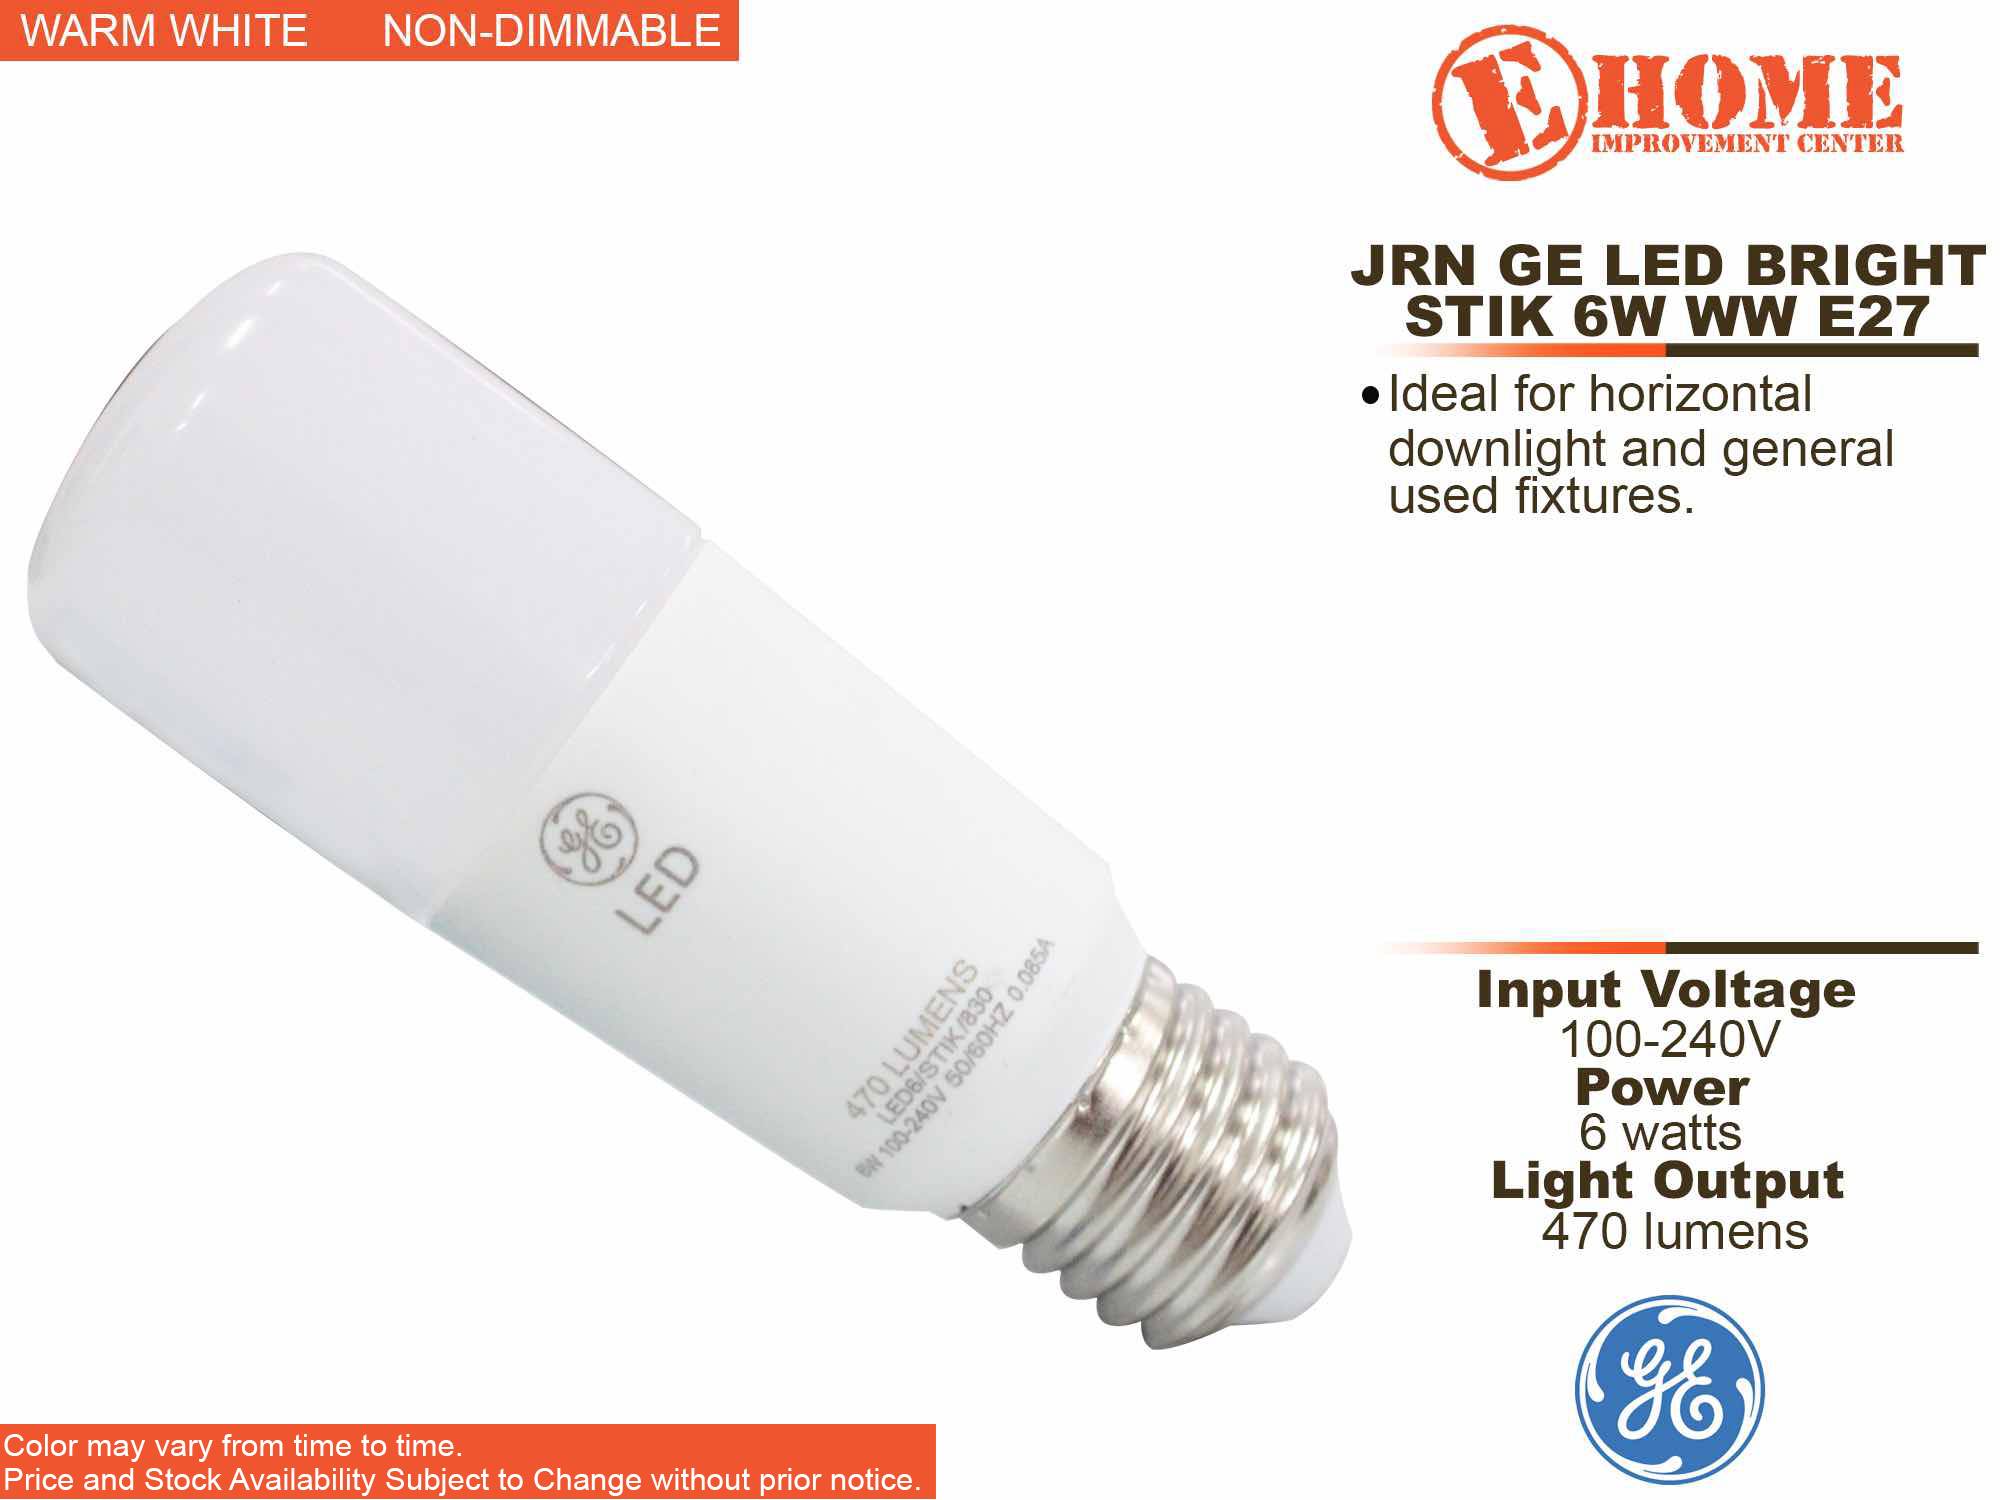 WARM WHITE NON-DIMMABLE
E HOME
IMPROVEMENT CENTER
JRN GE LED BRIGHT
STIK 6W WW E27
•Ideal for horizontal
downlight and general
used fixtures.
GE
LED
470 LUMENS
LED6/STIK/830
6W 100-240V 50/60HZ 0.085A
Input Voltage
100-240V
Power
6 watts
Light Output
470 lumens
GE
Color may vary from time to time.
Price and Stock Availability Subject to Change without prior notice.